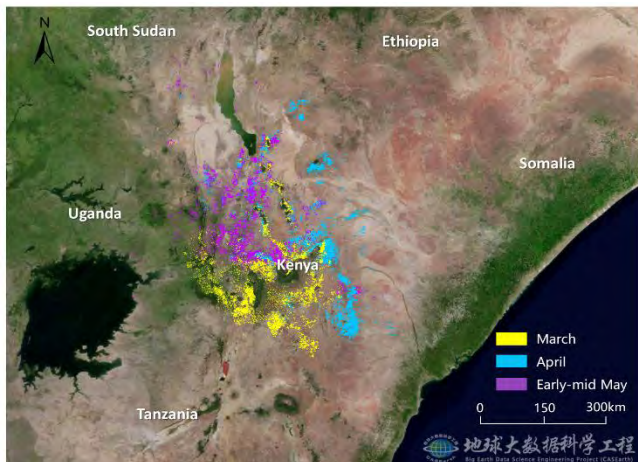 N
South Sudan
Ethiopia
Somalia
Uganda
Kenya
Tanzania
March
April
Early-mid May
0 150 300km
地球大数据科学工程
Big Earth Data Science Engineering Project (CASEarth)